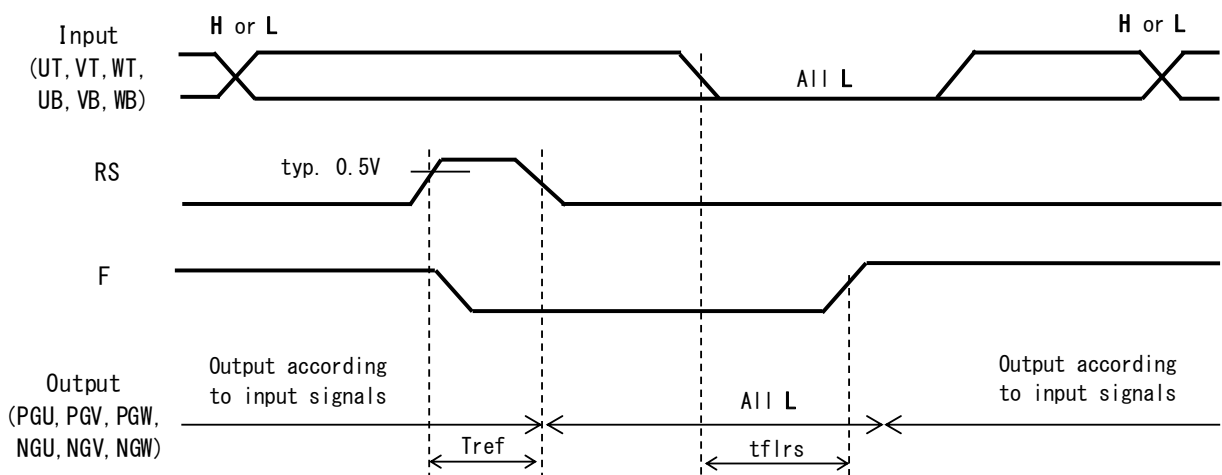 Input
(UT, VT, WT,
UB, VB, WB)
H or L
All L
H or L
RS
typ. 0.5V
F
Output
(PGU, PGV, PGW,
NGU, NGV, NGW)
Output according
to input signals
All L
Output according
to input signals
Tref
tflrs